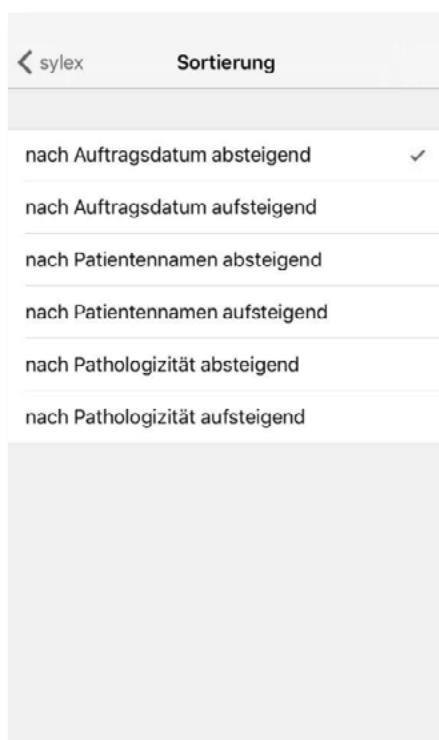 sylex
Sortierung
nach Auftragsdatum absteigend
nach Auftragsdatum aufsteigend
nach Patientennamen absteigend
nach Patientennamen aufsteigend
nach Pathologizität absteigend
nach Pathologizität aufsteigend